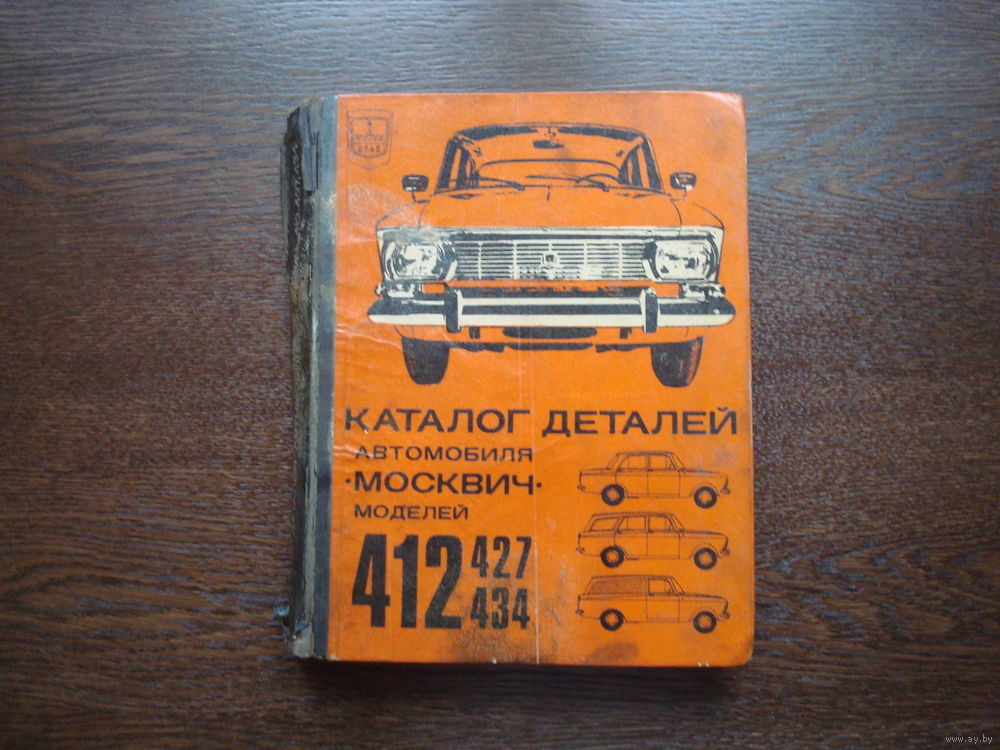 КАТАЛОГ ДЕТАЛЕЙ
АВТОМОБИЛЯ
·МОСКВИЧ·
МОДЕЛЕЙ
412 427
434
www.ay.by